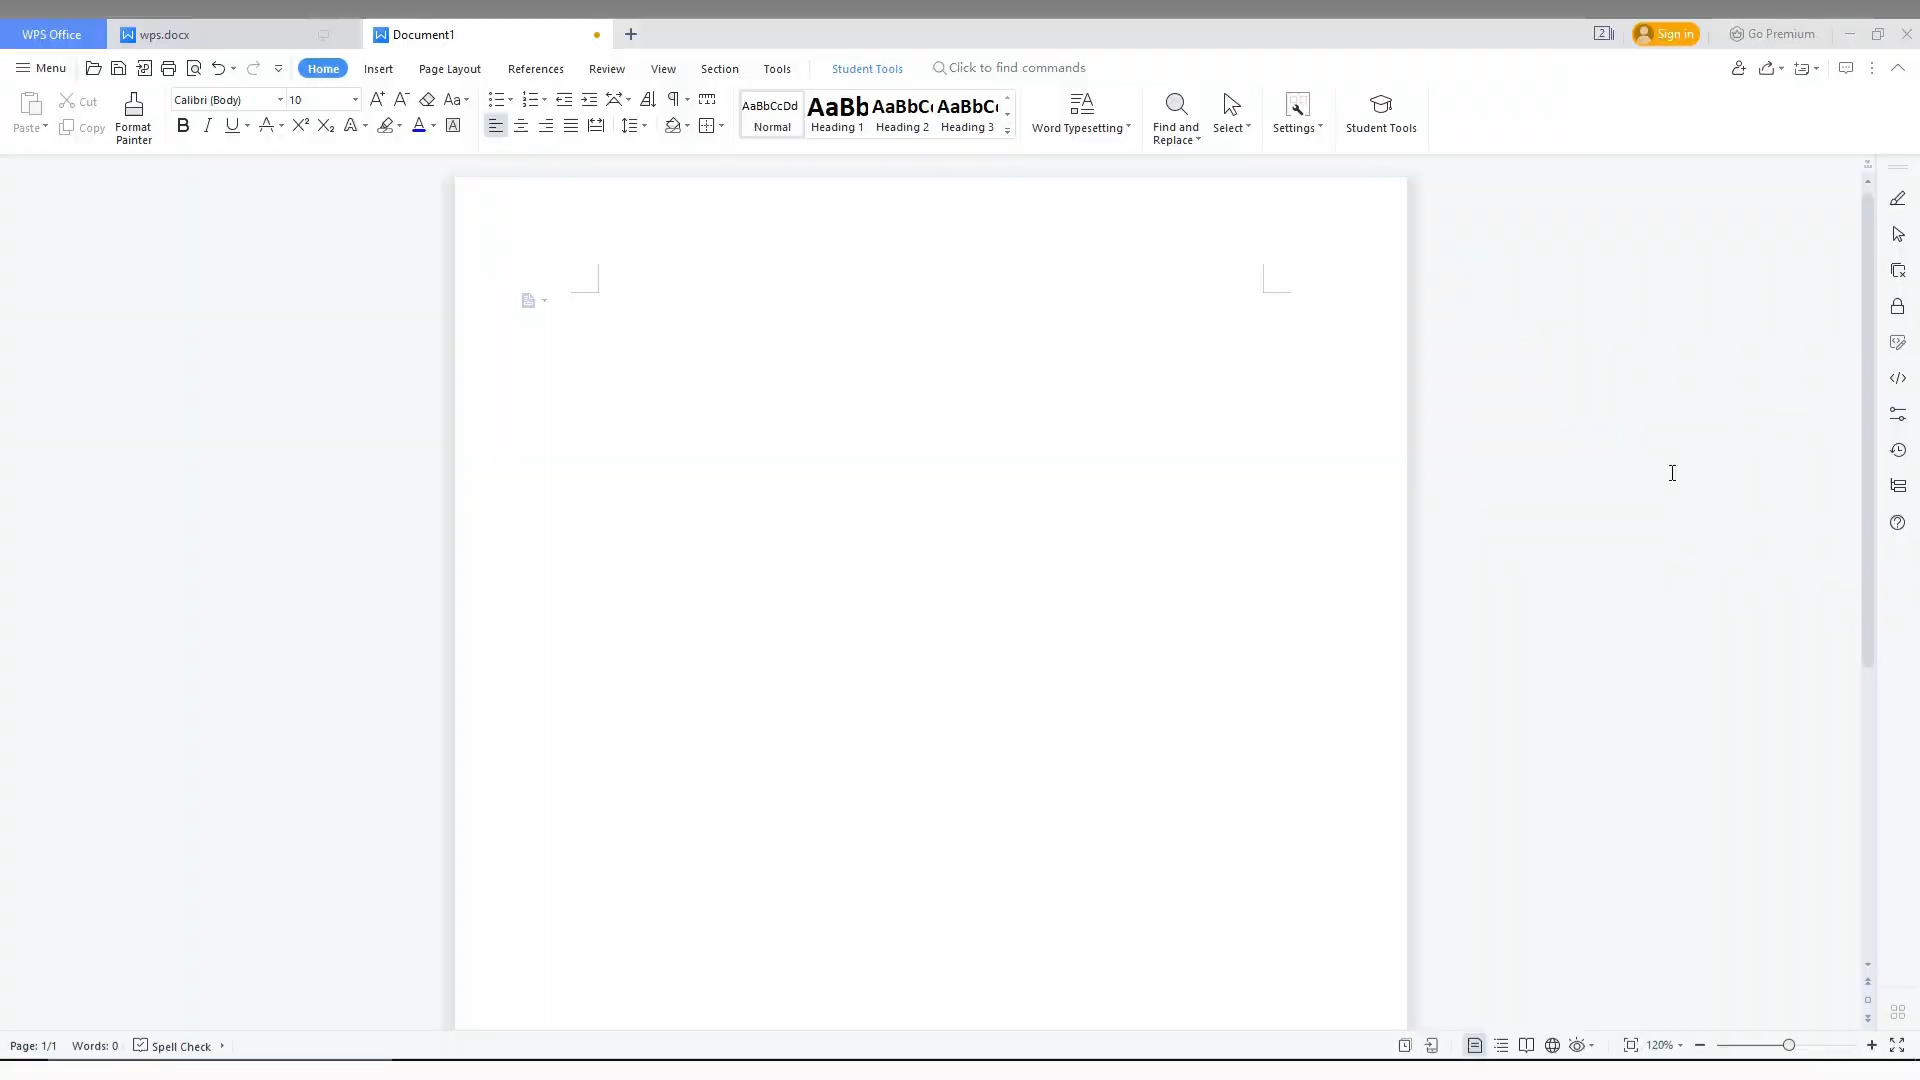 WPS Office wps.docx Document1 2 Sign in Go Premium
Menu Home Insert Page Layout References Review View Section Tools Student Tools Click to find commands
Paste Cut Copy Format Painter
Calibri (Body) 10
AaBbCcDd AaBb AaBbC AaBbC
Normal Heading 1 Heading 2 Heading 3
Word Typesetting Find and Replace Select Settings Student Tools
Page: 1/1 Words: 0 Spell Check 120%